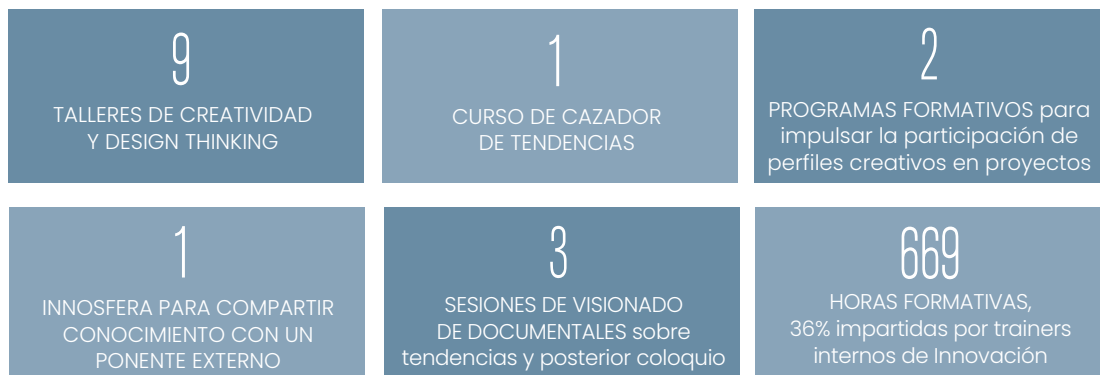 9
TALLERES DE CREATIVIDAD
Y DESIGN THINKING
1
CURSO DE CAZADOR
DE TENDENCIAS
2
PROGRAMAS FORMATIVOS para
impulsar la participación de
perfiles creativos en proyectos
1
INNOSFERA PARA COMPARTIR
CONOCIMIENTO CON UN
PONENTE EXTERNO
3
SESIONES DE VISIONADO
DE DOCUMENTALES sobre
tendencias y posterior coloquio
669
HORAS FORMATIVAS,
36% impartidas por trainers
internos de Innovación